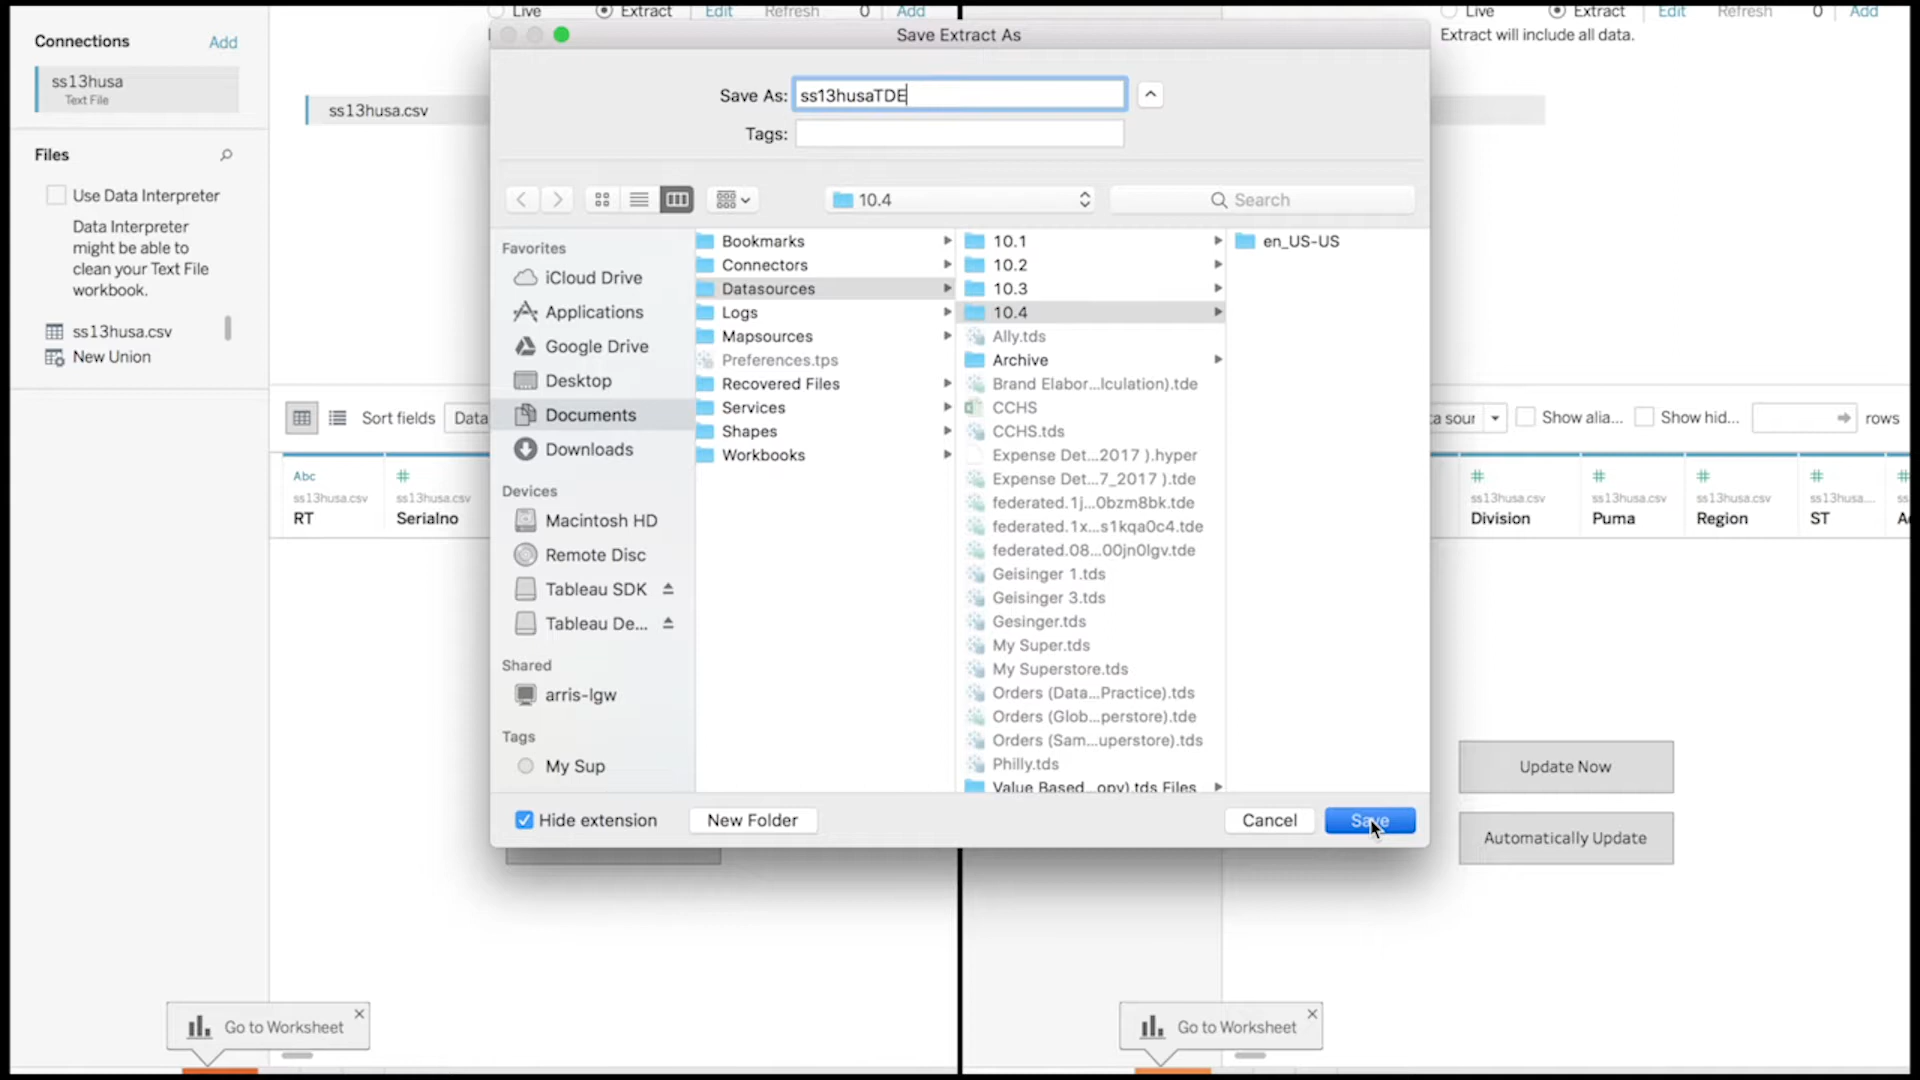 Live Extract Edit Refresh 0 Add
Live Extract Edit Refresh 0 Add
Connections Add
ss13husa
Text File
ss13husa.csv
Files
Use Data Interpreter
Data Interpreter
might be able to
clean your Text File
workbook.
ss13husa.csv
New Union
Sort fields Data
Abc
ss13husa.csv
RT
#
ss13husa.csv
Serialno
Extract will include all data.
Save Extract As
Save As: ss13husaTDE
Tags:
10.4
Search
Favorites
iCloud Drive
Applications
Google Drive
Desktop
Documents
Downloads
Devices
Macintosh HD
Remote Disc
Tableau SDK
Tableau De...
Shared
arris-lgw
Tags
My Sup
Bookmarks
Connectors
Datasources
Logs
Mapsources
Preferences.tps
Recovered Files
Services
Shapes
Workbooks
10.1
10.2
10.3
10.4
Ally.tds
Archive
Brand Elabor...lculation).tde
CCHS
CCHS.tds
Expense Det...2017 ).hyper
Expense Det...7_2017 ).tde
federated.1j...0bzm8bk.tde
federated.1x...s1kqa0c4.tde
federated.08...00jn0lgv.tde
Geisinger 1.tds
Geisinger 3.tds
Gesinger.tds
My Super.tds
My Superstore.tds
Orders (Data...Practice).tds
Orders (Glob...perstore).tde
Orders (Sam...uperstore).tds
Philly.tds
Value Based...opy).tds Files
en_US-US
Hide extension
New Folder
Cancel
Save
a sour Show alia... Show hid... rows
#
ss13husa.csv
Division
#
ss13husa.csv
Puma
#
ss13husa.csv
Region
#
ss13husa...
ST
Update Now
Automatically Update
Go to Worksheet
Go to Worksheet